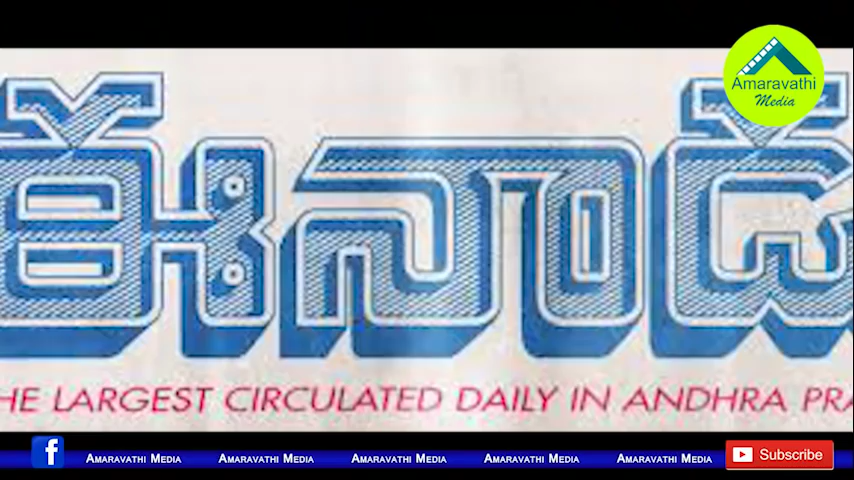 Amaravathi
Media
ఈనాడు
HE LARGEST CIRCULATED DAILY IN ANDHRA PRA
AMARAVATHI MEDIA AMARAVATHI MEDIA AMARAVATHI MEDIA AMARAVATHI MEDIA AMARAVATHI MEDIA
Subscribe